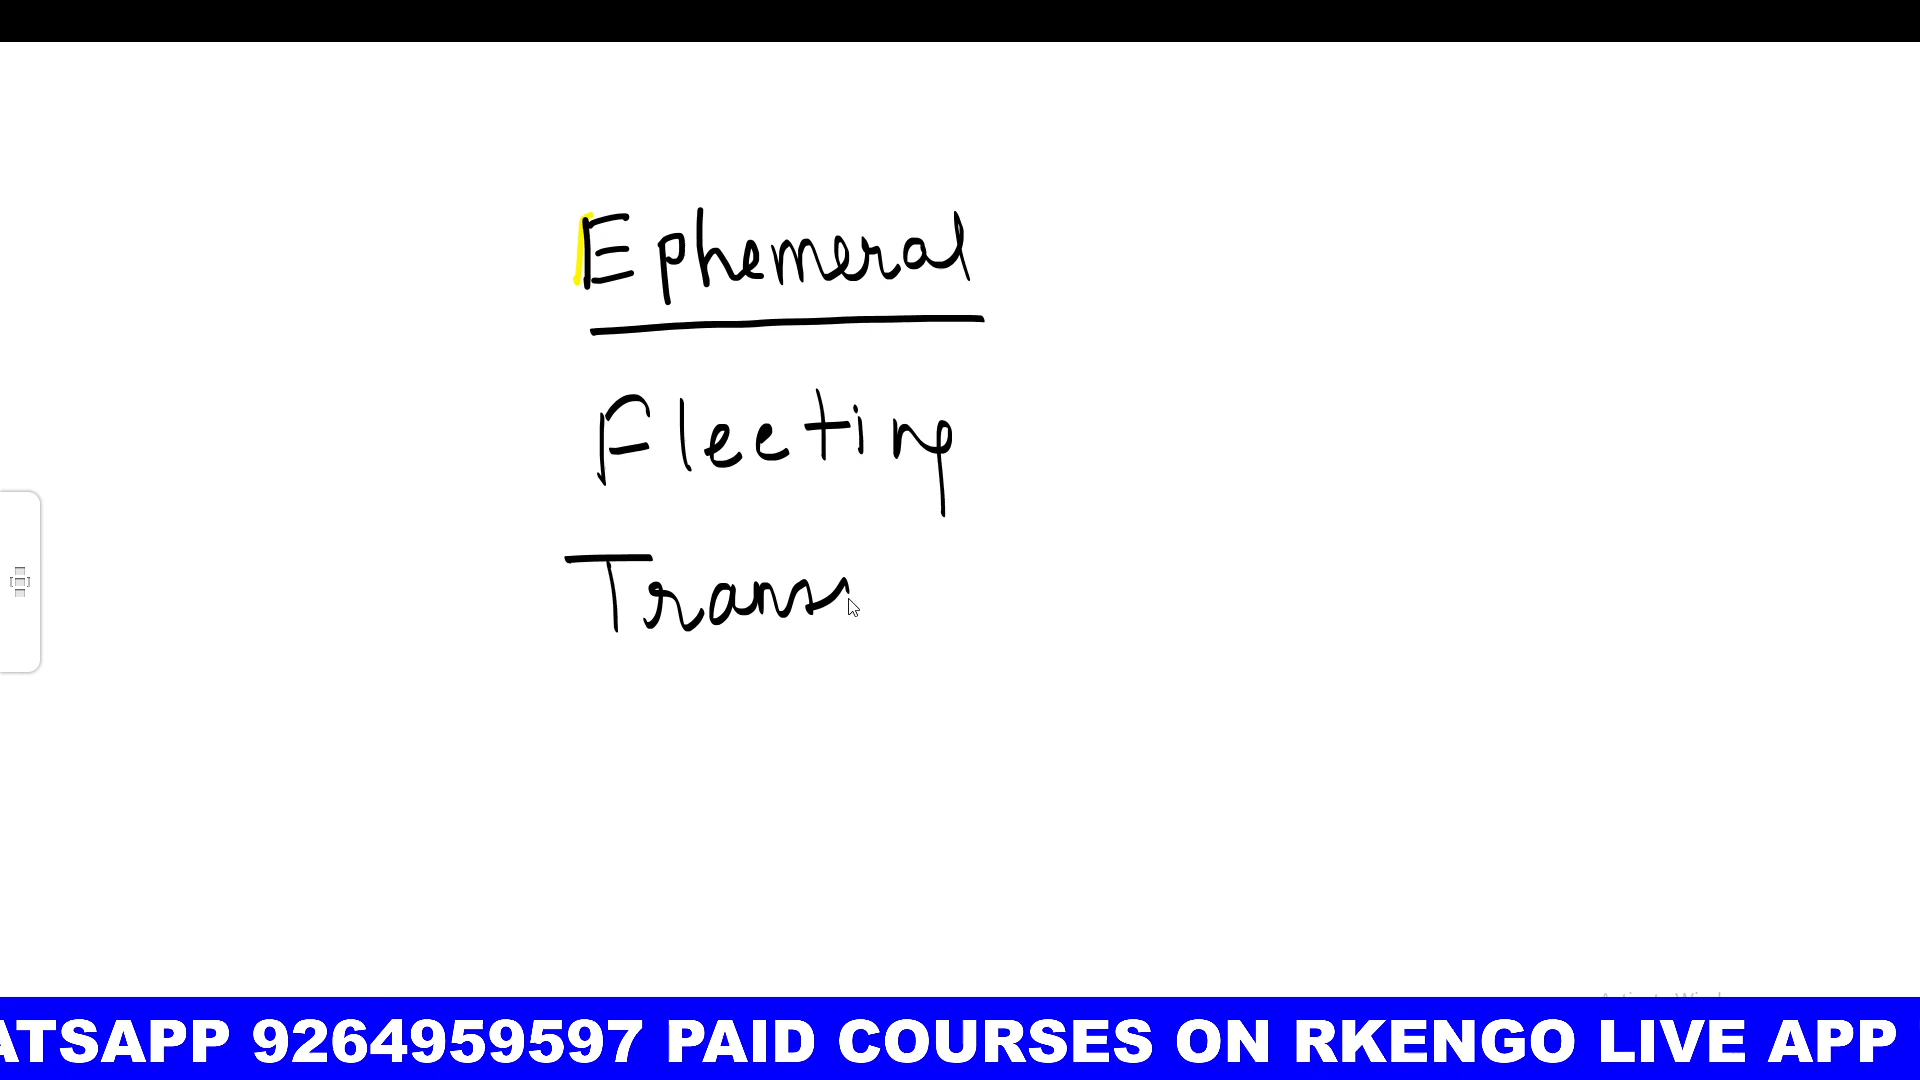 Ephemeral
Fleeting
Trans
ATSAPP 9264959597 PAID COURSES ON RKENGO LIVE APP